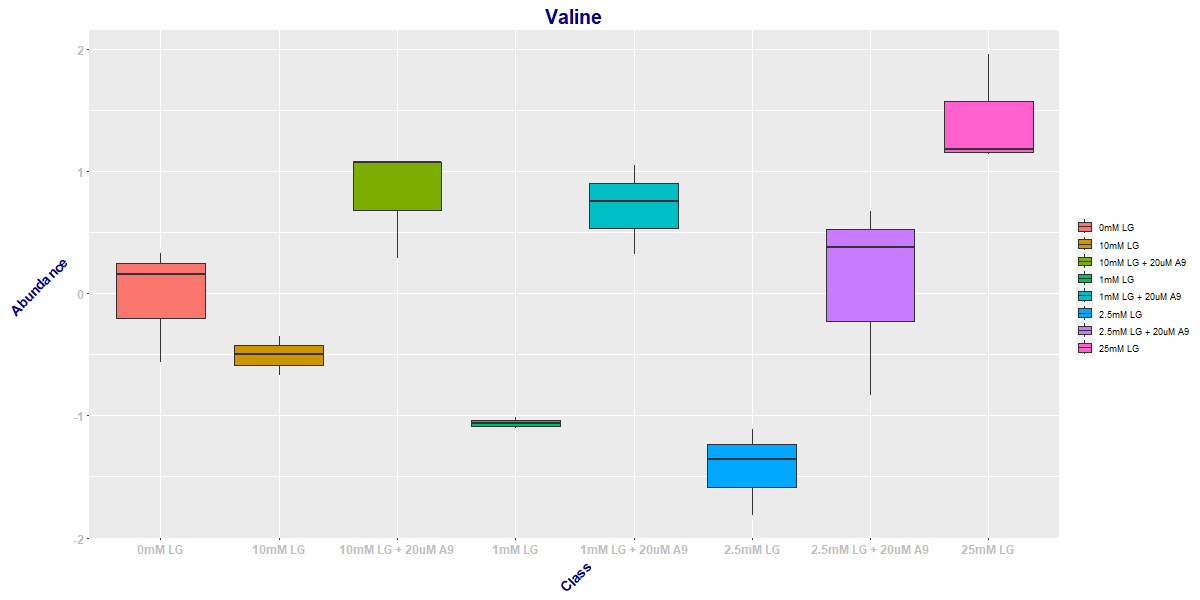 Valine
Abundance
2
1
0
-1
-2
0mM LG
10mM LG
10mM LG + 20uM A9
1mM LG
1mM LG + 20uM A9
2.5mM LG
2.5mM LG + 20uM A9
25mM LG
Class
0mM LG
10mM LG
10mM LG + 20uM A9
1mM LG
1mM LG + 20uM A9
2.5mM LG
2.5mM LG + 20uM A9
25mM LG